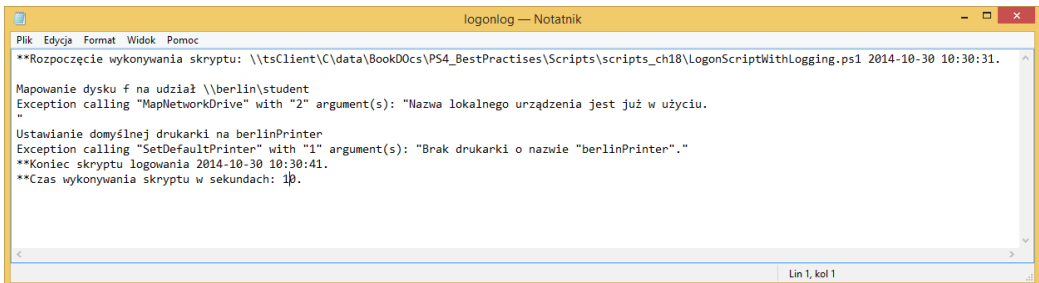 logonlog — Notatnik
Plik Edycja Format Widok Pomoc
**Rozpoczęcie wykonywania skryptu: \\tsClient\C\data\BookDOcs\PS4_BestPractises\Scripts\scripts_ch18\LogonScriptWithLogging.ps1 2014-10-30 10:30:31.
Mapowanie dysku f na udział \\berlin\student
Exception calling "MapNetworkDrive" with "2" argument(s): "Nazwa lokalnego urządzenia jest już w użyciu.
"
Ustawianie domyślnej drukarki na berlinPrinter
Exception calling "SetDefaultPrinter" with "1" argument(s): "Brak drukarki o nazwie "berlinPrinter"."
**Koniec skryptu logowania 2014-10-30 10:30:41.
**Czas wykonywania skryptu w sekundach: 10.
Lin 1, kol 1